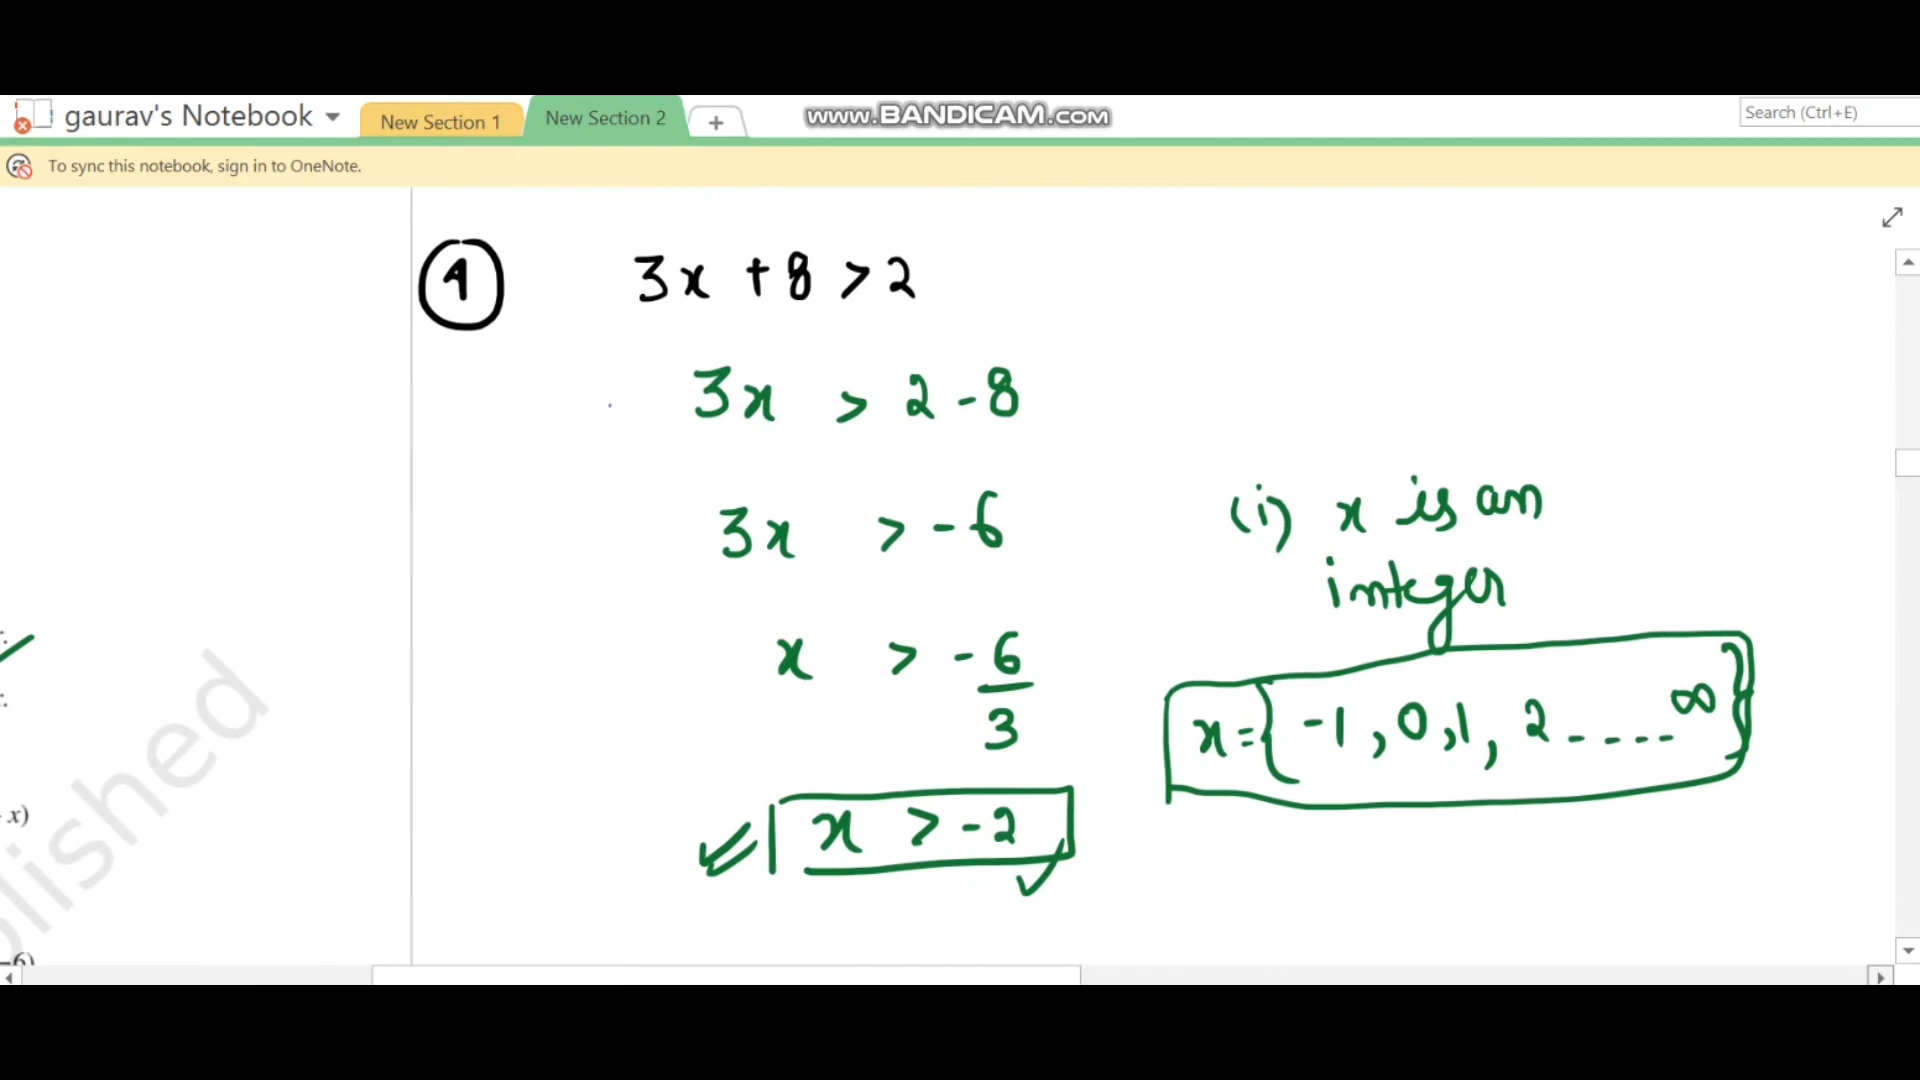 gaurav's Notebook
New Section 1
New Section 2
+
www.BANDICAM.com
Search (Ctrl+E)
To sync this notebook, sign in to OneNote.
4
3x + 8 > 2
3x > 2 - 8
3x > -6
x > -6/3
x > -2
(i) x is an
integer
x = { -1, 0, 1, 2 ..... ∞ }
x)
-6)
lished